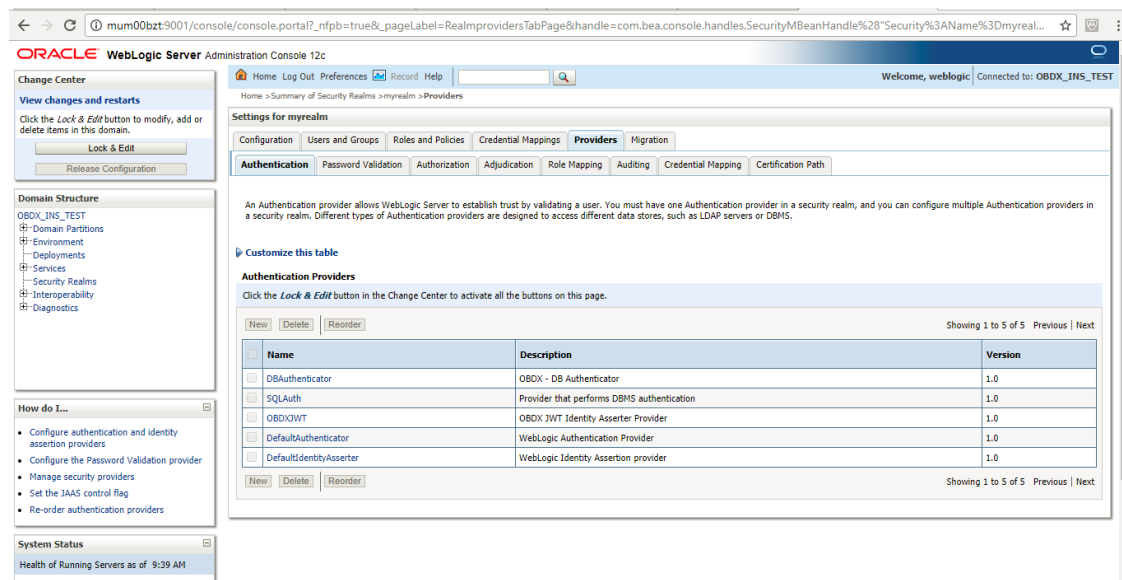 mum00bzt:9001/console/console.portal?_nfpb=true&_pageLabel=RealmprovidersTabPage&handle=com.bea.console.handles.SecurityMBeanHandle%28"Security%3AName%3Dmyreal...
ORACLE WebLogic Server Administration Console 12c
Change Center
View changes and restarts
Click the Lock & Edit button to modify, add or
delete items in this domain.
Lock & Edit
Release Configuration
Domain Structure
OBDX_INS_TEST
Domain Partitions
Environment
Deployments
Services
Security Realms
Interoperability
Diagnostics
How do I...
Configure authentication and identity
assertion providers
Configure the Password Validation provider
Manage security providers
Set the JAAS control flag
Re-order authentication providers
System Status
Health of Running Servers as of 9:39 AM
Home Log Out Preferences Record Help
Welcome, weblogic Connected to: OBDX_INS_TEST
Home >Summary of Security Realms >myrealm >Providers
Settings for myrealm
Configuration Users and Groups Roles and Policies Credential Mappings Providers Migration
Authentication Password Validation Authorization Adjudication Role Mapping Auditing Credential Mapping Certification Path
An Authentication provider allows WebLogic Server to establish trust by validating a user. You must have one Authentication provider in a security realm, and you can configure multiple Authentication providers in
a security realm. Different types of Authentication providers are designed to access different data stores, such as LDAP servers or DBMS.
Customize this table
Authentication Providers
Click the Lock & Edit button in the Change Center to activate all the buttons on this page.
New Delete Reorder Showing 1 to 5 of 5 Previous | Next
Name Description Version
DBAuthenticator OBDX - DB Authenticator 1.0
SQLAuth Provider that performs DBMS authentication 1.0
OBDXJWT OBDX JWT Identity Asserter Provider 1.0
DefaultAuthenticator WebLogic Authentication Provider 1.0
DefaultIdentityAsserter WebLogic Identity Assertion provider 1.0
New Delete Reorder Showing 1 to 5 of 5 Previous | Next